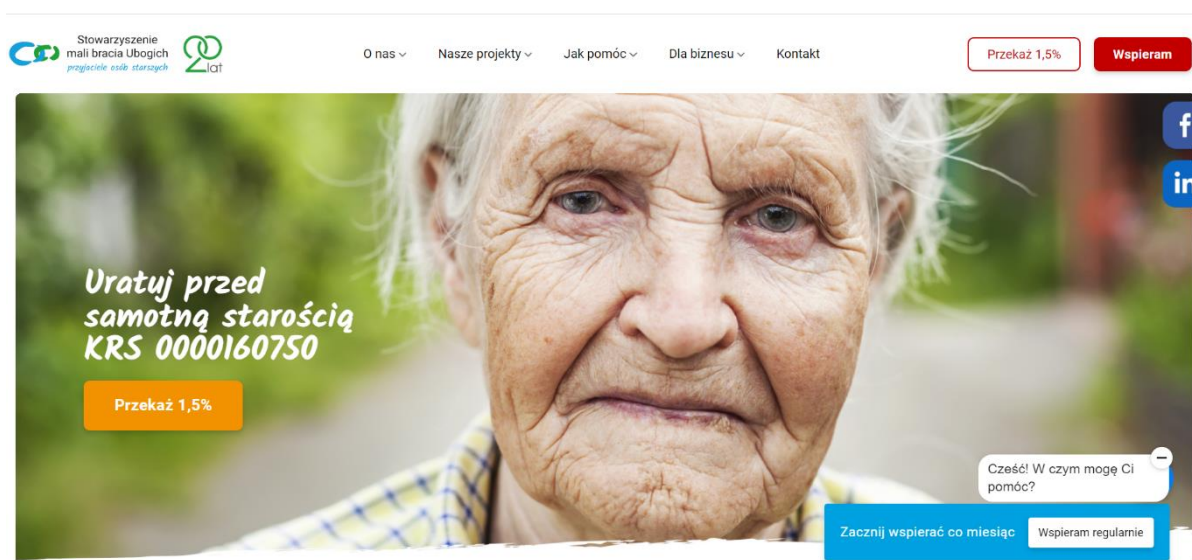 Stowarzyszenie
mali bracia Ubogich
przyjaciele osób starszych
20 lat
O nas
Nasze projekty
Jak pomóc
Dla biznesu
Kontakt
Przekaż 1,5%
Wspieram
f
in
Uratuj przed
samotną starością
KRS 0000160750
Przekaż 1,5%
Cześć! W czym mogę Ci
pomóc?
Zacznij wspierać co miesiąc
Wspieram regularnie